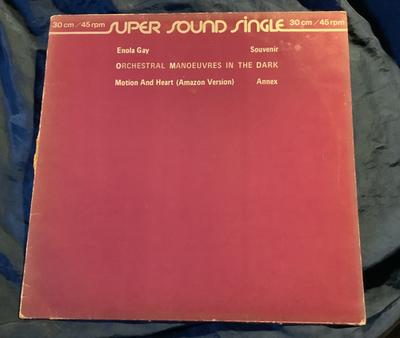 30 cm / 45 rpm SUPER SOUND SINGLE 30 cm / 45 rpm
Enola Gay Souvenir
ORCHESTRAL MANOEUVRES IN THE DARK
Motion And Heart (Amazon Version) Annex